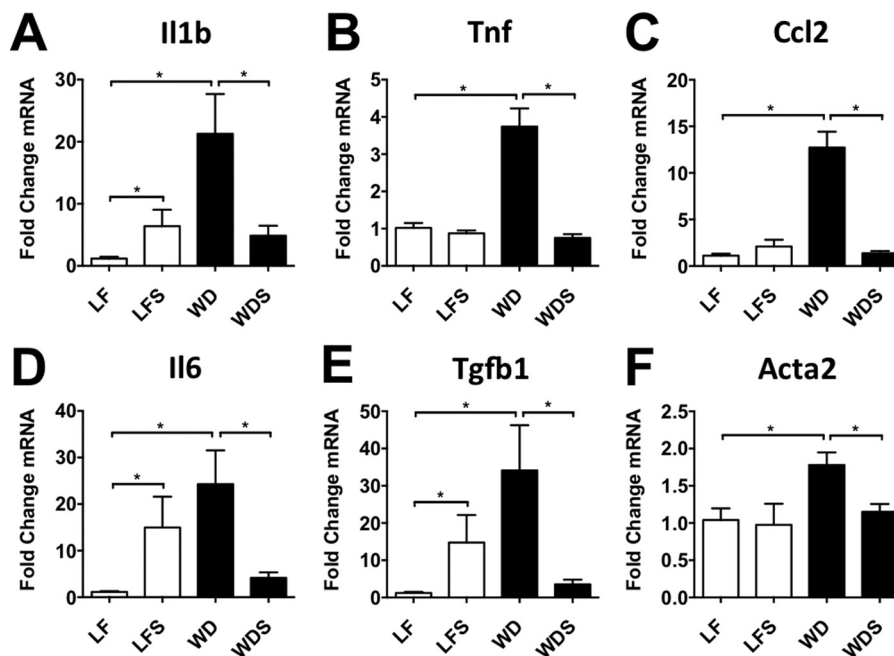 A Il1b
Fold Change mRNA
30
20
10
0
* *
*
LF LFS WD WDS
B Tnf
Fold Change mRNA
5
4
3
2
1
0
* *
LF LFS WD WDS
C Ccl2
Fold Change mRNA
20
15
10
5
0
* *
LF LFS WD WDS
D Il6
Fold Change mRNA
40
30
20
10
0
* *
*
LF LFS WD WDS
E Tgfb1
Fold Change mRNA
50
40
30
20
10
0
* *
*
LF LFS WD WDS
F Acta2
Fold Change mRNA
2.5
2.0
1.5
1.0
0.5
0.0
* *
LF LFS WD WDS